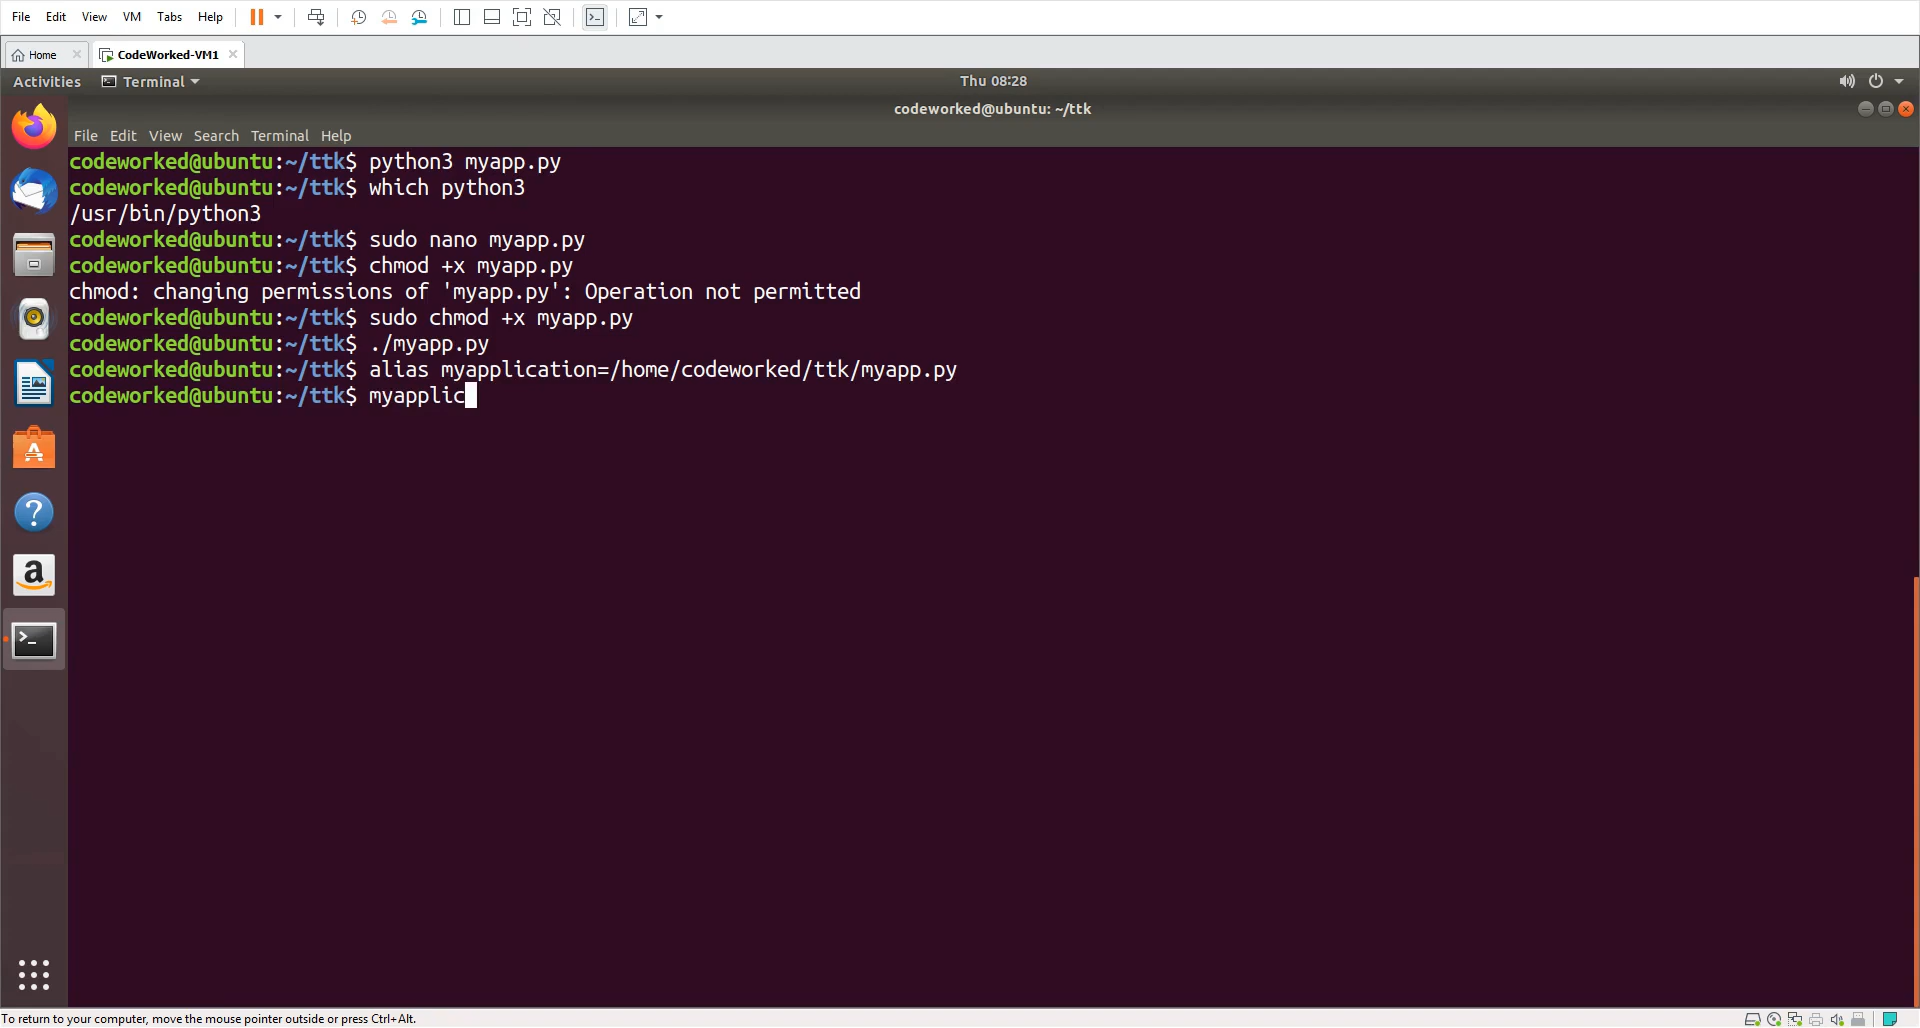 File Edit View VM Tabs Help
Home CodeWorked-VM1
Activities Terminal Thu 08:28
codeworked@ubuntu: ~/ttk
File Edit View Search Terminal Help
codeworked@ubuntu:~/ttk$ python3 myapp.py
codeworked@ubuntu:~/ttk$ which python3
/usr/bin/python3
codeworked@ubuntu:~/ttk$ sudo nano myapp.py
codeworked@ubuntu:~/ttk$ chmod +x myapp.py
chmod: changing permissions of 'myapp.py': Operation not permitted
codeworked@ubuntu:~/ttk$ sudo chmod +x myapp.py
codeworked@ubuntu:~/ttk$ ./myapp.py
codeworked@ubuntu:~/ttk$ alias myapplication=/home/codeworked/ttk/myapp.py
codeworked@ubuntu:~/ttk$ myapplic
To return to your computer, move the mouse pointer outside or press Ctrl+Alt.